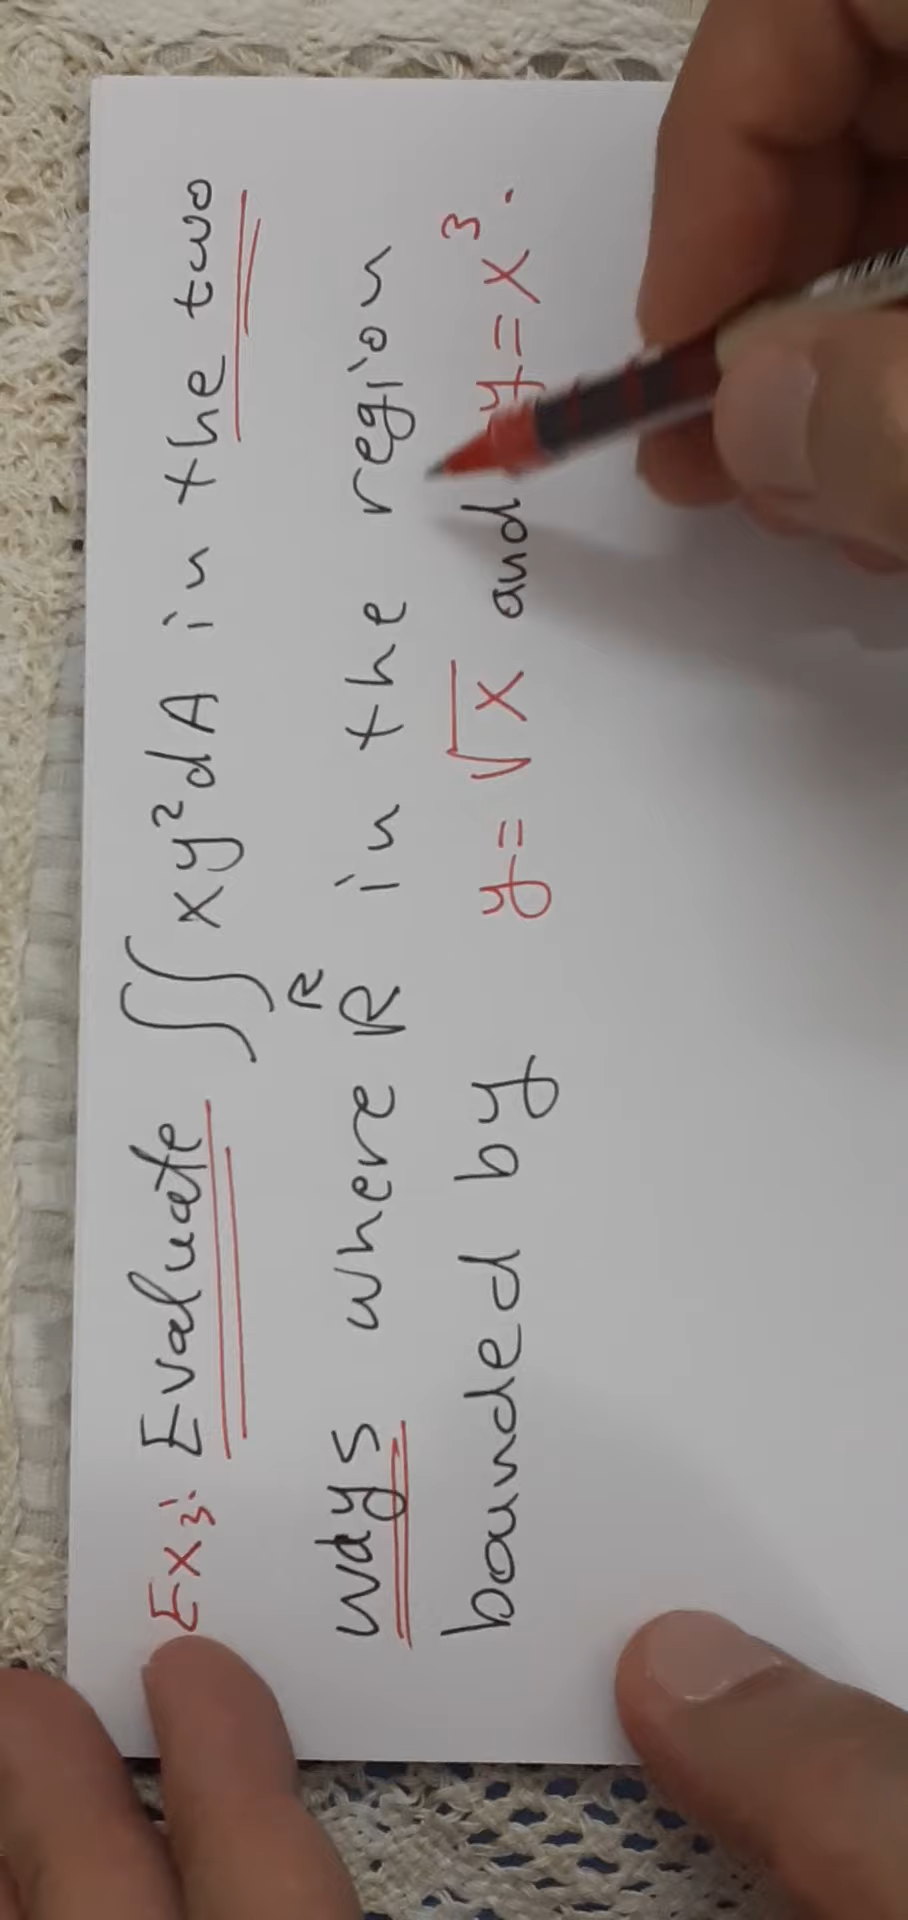 Ex3: Evaluate ∬_R xy²dA in the two
ways where R in the region
bounded by y=√x and y=x³.